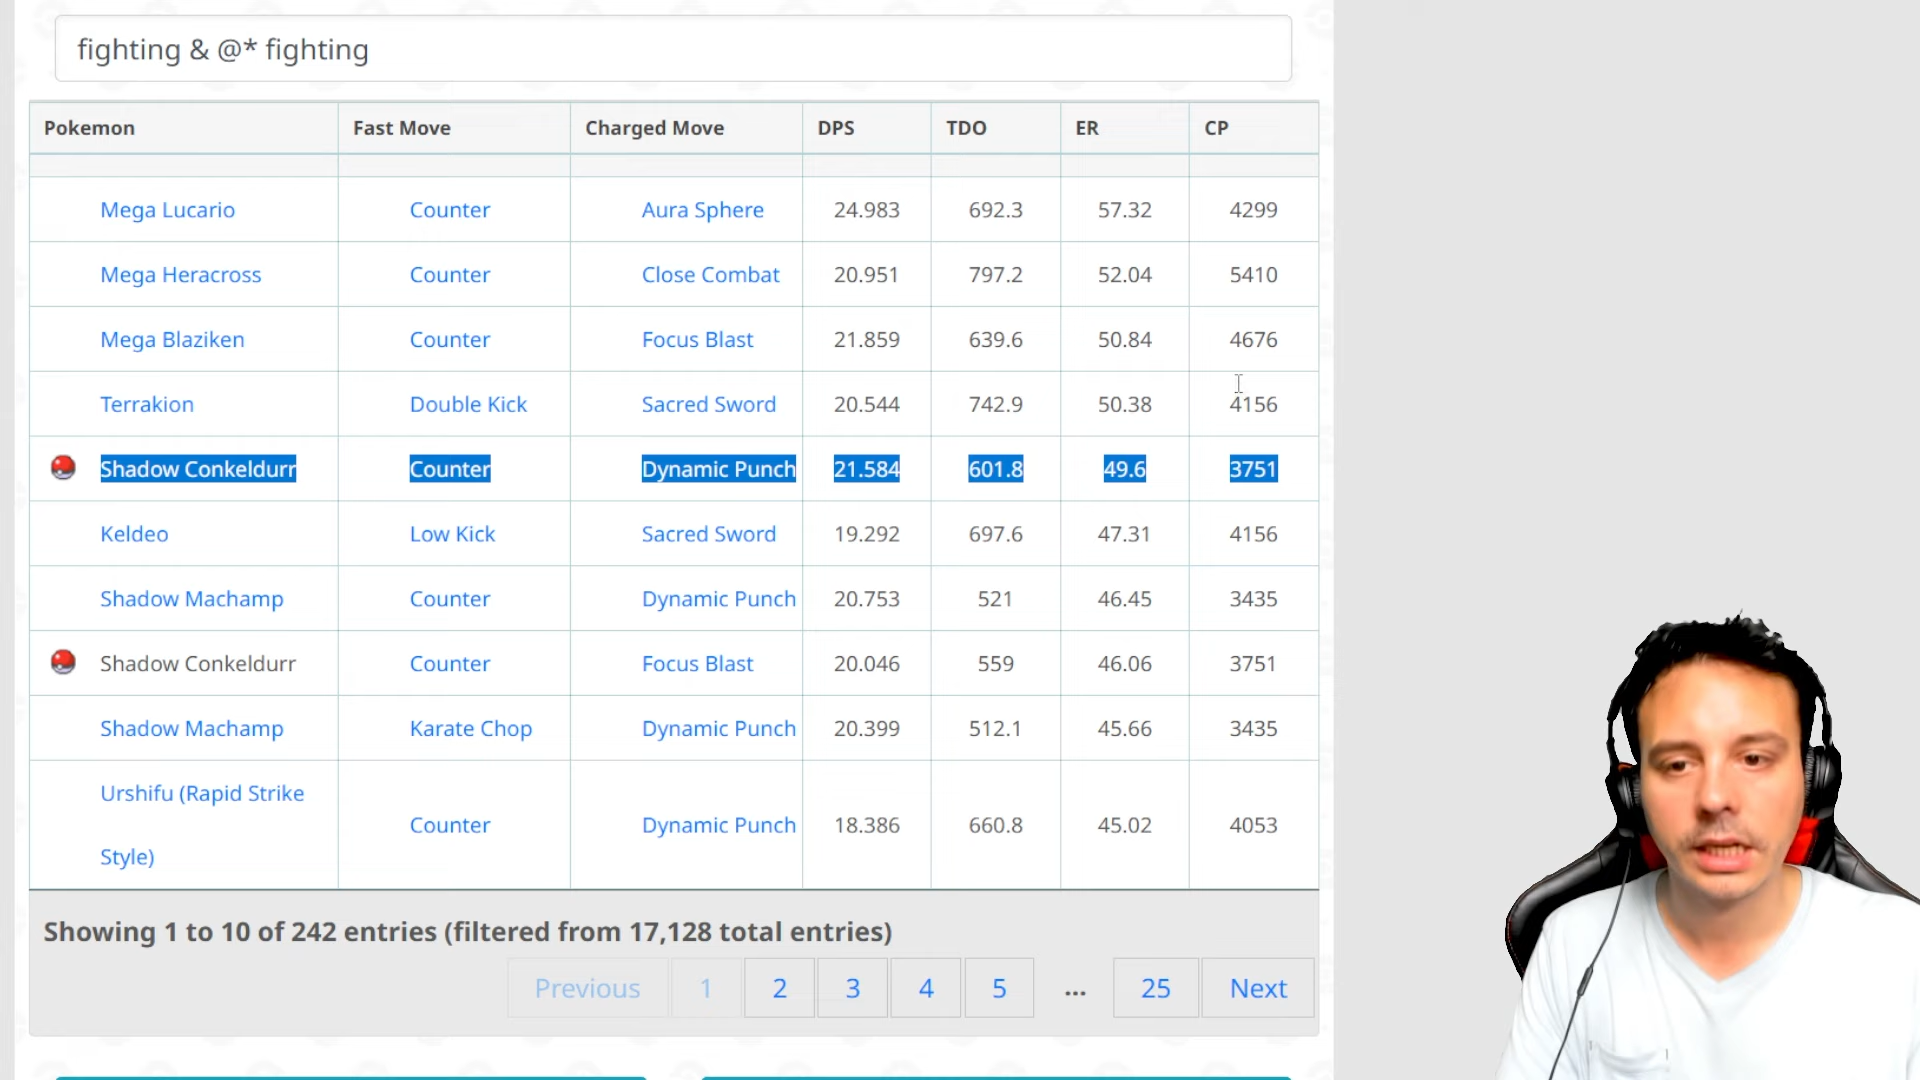 fighting & @* fighting
Pokemon Fast Move Charged Move DPS TDO ER CP
Mega Lucario Counter Aura Sphere 24.983 692.3 57.32 4299
Mega Heracross Counter Close Combat 20.951 797.2 52.04 5410
Mega Blaziken Counter Focus Blast 21.859 639.6 50.84 4676
Terrakion Double Kick Sacred Sword 20.544 742.9 50.38 4156
Shadow Conkeldurr Counter Dynamic Punch 21.584 601.8 49.6 3751
Keldeo Low Kick Sacred Sword 19.292 697.6 47.31 4156
Shadow Machamp Counter Dynamic Punch 20.753 521 46.45 3435
Shadow Conkeldurr Counter Focus Blast 20.046 559 46.06 3751
Shadow Machamp Karate Chop Dynamic Punch 20.399 512.1 45.66 3435
Urshifu (Rapid Strike
Style) Counter Dynamic Punch 18.386 660.8 45.02 4053
Showing 1 to 10 of 242 entries (filtered from 17,128 total entries)
Previous 1 2 3 4 5 ... 25 Next